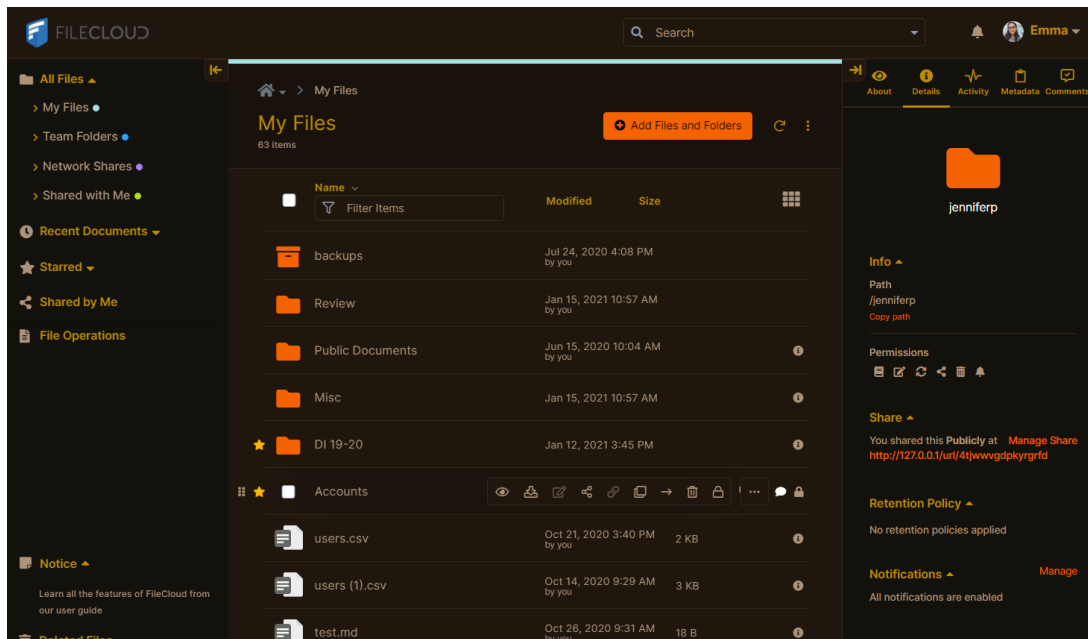 FILECLOUD
Search
Emma
All Files
My Files
Team Folders
Network Shares
Shared with Me
Recent Documents
Starred
Shared by Me
File Operations
Notice
Learn all the features of FileCloud from
our user guide
Deleted Files
My Files
My Files
63 items
Add Files and Folders
Name
Filter Items
Modified
Size
backups
Jul 24, 2020 4:08 PM
by you
Review
Jan 15, 2021 10:57 AM
by you
Public Documents
Jun 15, 2020 10:04 AM
by you
Misc
Jan 15, 2021 10:57 AM
DI 19-20
Jan 12, 2021 3:45 PM
Accounts
users.csv
Oct 21, 2020 3:40 PM
by you
2 KB
users (1).csv
Oct 14, 2020 9:29 AM
by you
3 KB
test.md
Oct 26, 2020 9:31 AM
by you
18 B
About
Details
Activity
Metadata
Comments
jenniferp
Info
Path
/jenniferp
Copy path
Permissions
Share
You shared this Publicly at
Manage Share
http://127.0.0.1/url/4tjwwvgdpkyrgrfd
Retention Policy
No retention policies applied
Notifications
Manage
All notifications are enabled